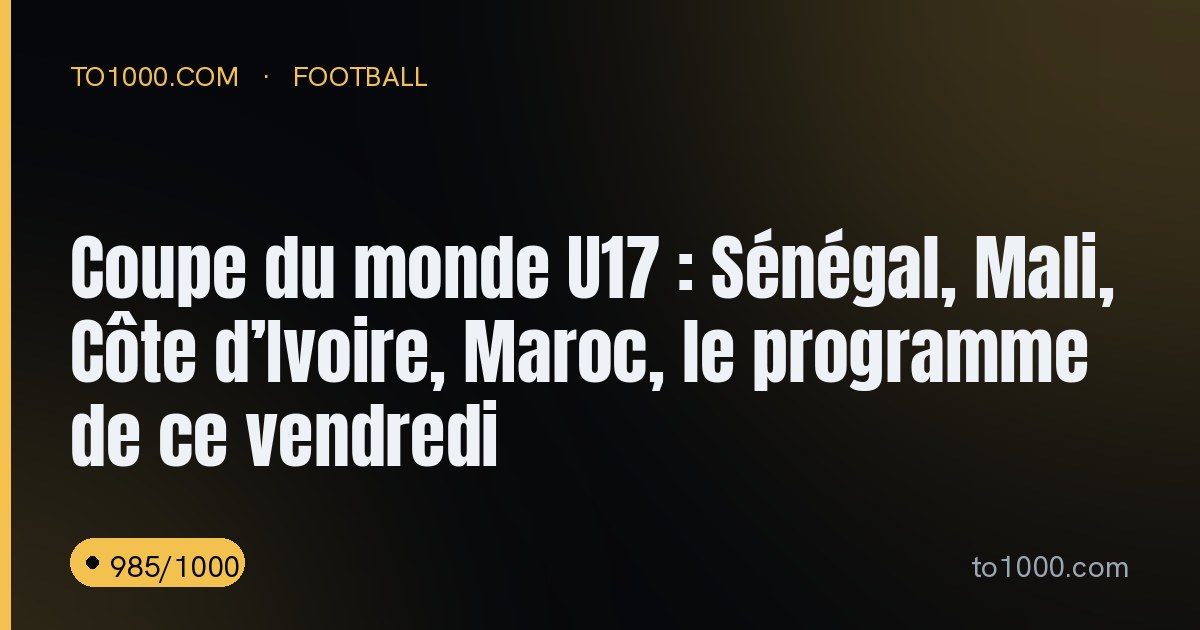 TO1000.COM · FOOTBALL
Coupe du monde U17 : Sénégal, Mali,
Côte d’Ivoire, Maroc, le programme
de ce vendredi
985/1000
to1000.com